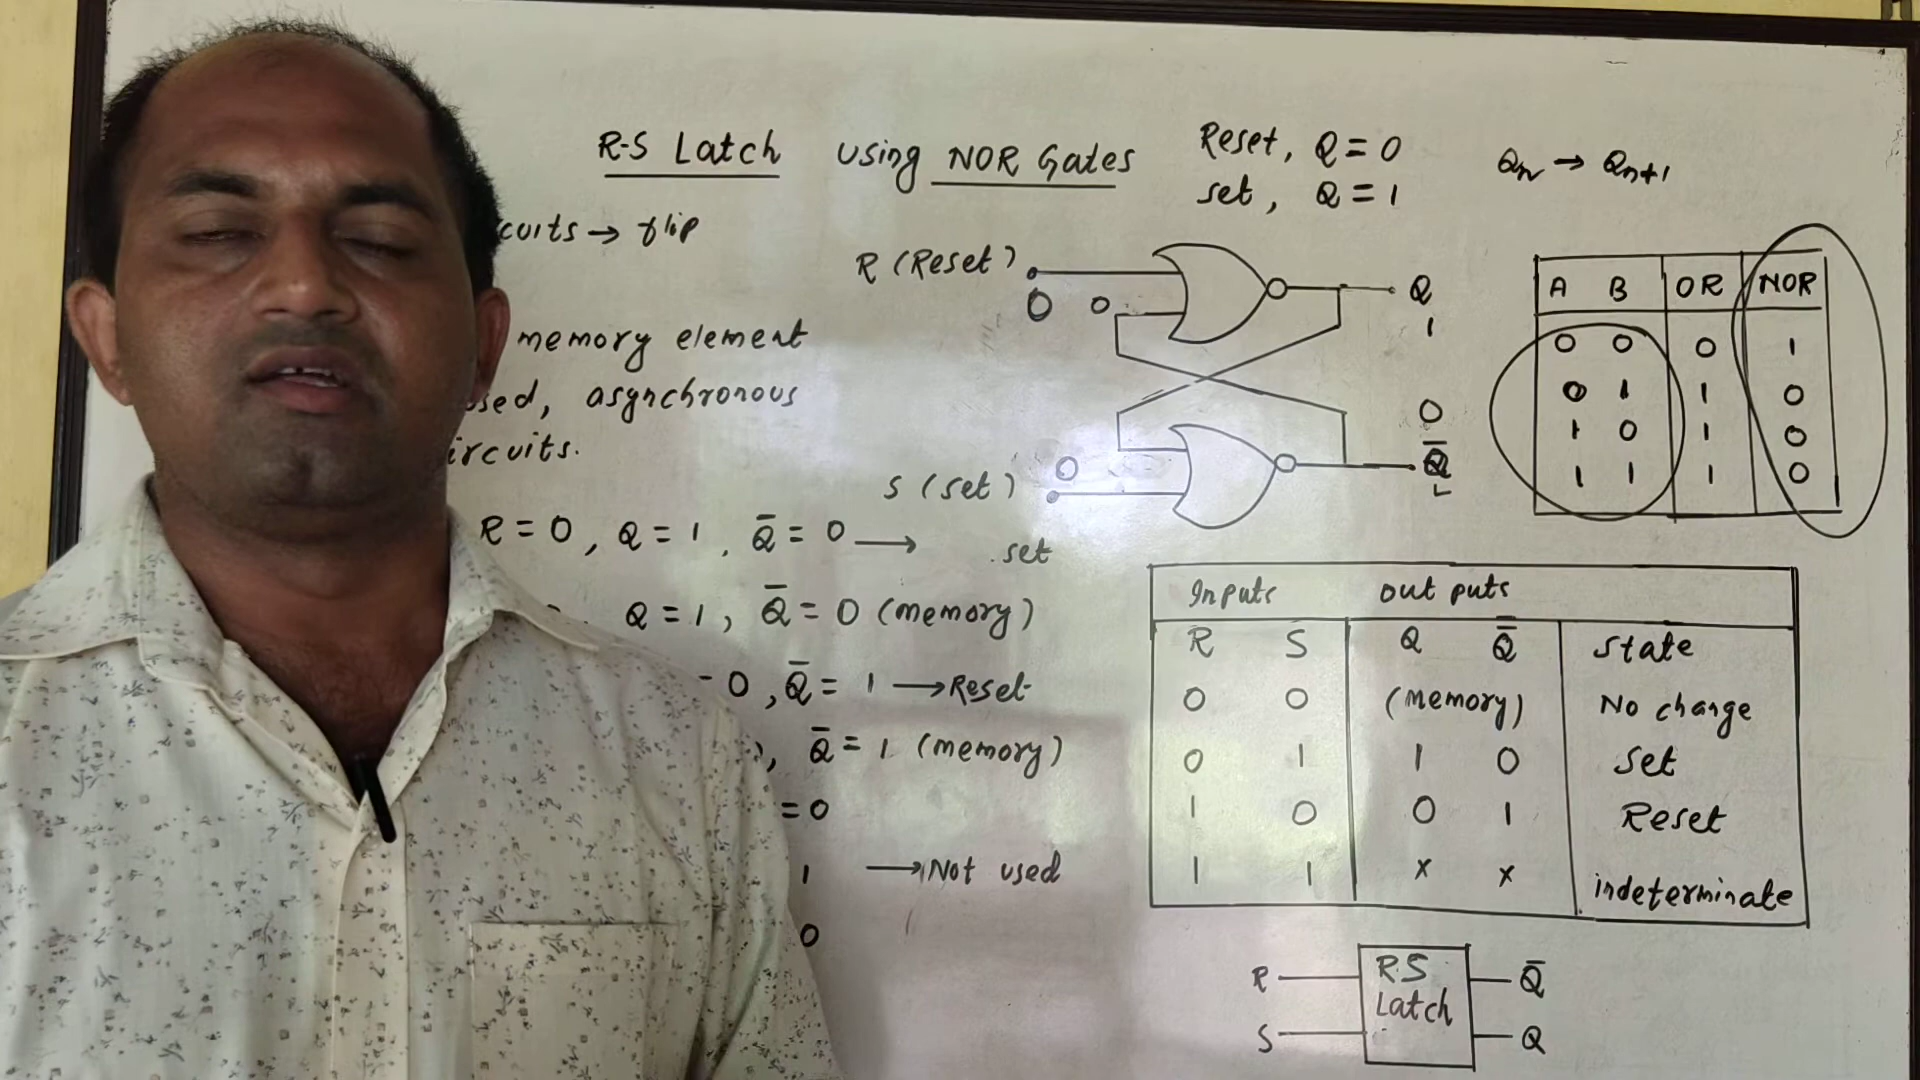 R-S Latch using NOR Gates
Reset, Q = 0
set, Q = 1
Qn → Qn+1
cuits → flip
memory element
sed, asynchronous
ircuits.
R = 0, Q = 1, Q̅ = 0 → set
Q = 1, Q̅ = 0 (memory)
0, Q̅ = 1 → Reset
, Q̅ = 1 (memory)
= 0
1 → Not used
0
R (Reset)
0 0
Q
1
0
Q̅
S (set) 0
A B OR NOR
0 0 0 1
0 1 1 0
1 0 1 0
1 1 1 0
Inputs outputs
R S Q Q̅ state
0 0 (memory) No change
0 1 1 0 set
1 0 0 1 Reset
1 1 x x indeterminate
R RS Q̅
Latch
S Q